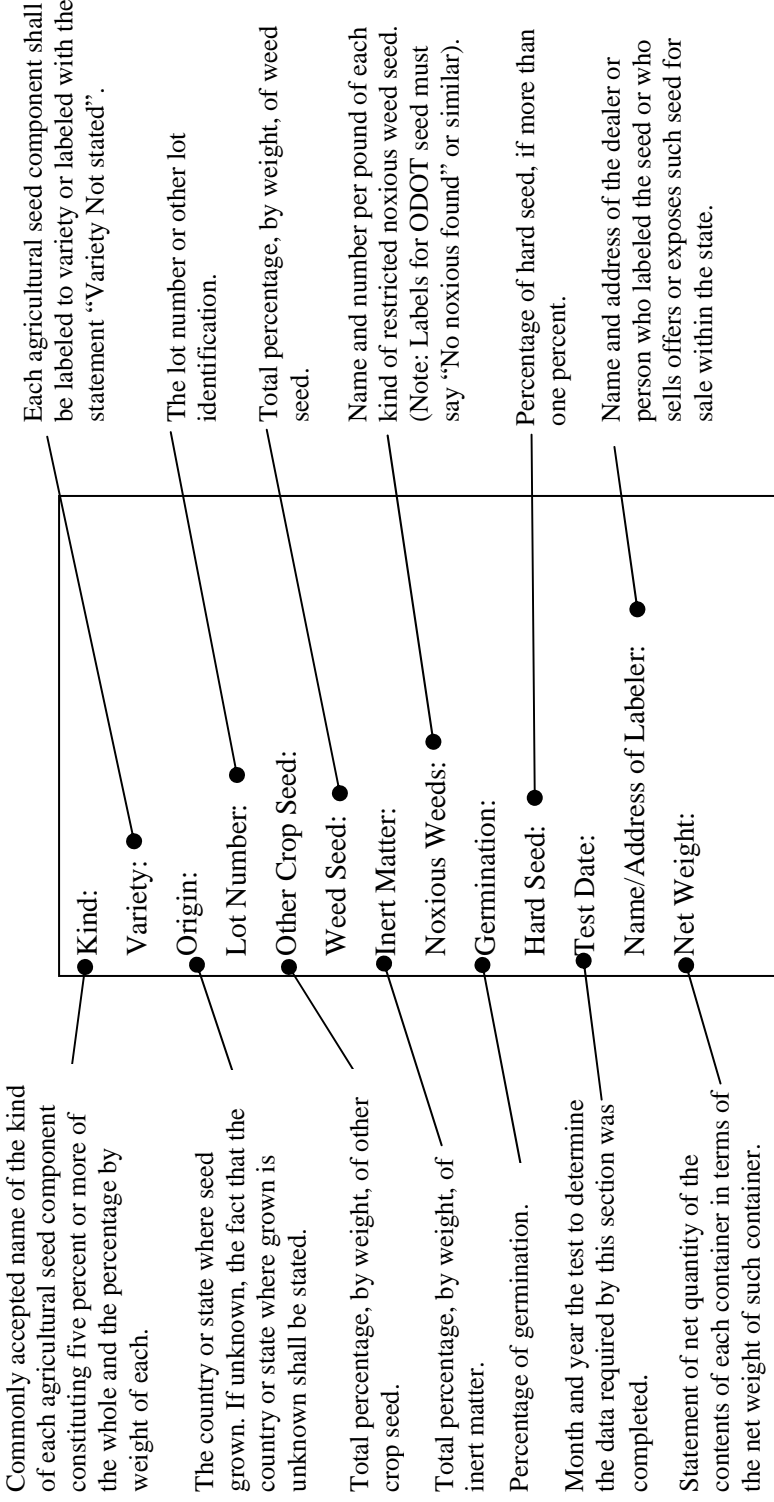 Commonly accepted name of the kind
of each agricultural seed component
constituting five percent or more of
the whole and the percentage by
weight of each.
The country or state where seed
grown. If unknown, the fact that the
country or state where grown is
unknown shall be stated.
Total percentage, by weight, of other
crop seed.
Total percentage, by weight, of
inert matter.
Percentage of germination.
Month and year the test to determine
the data required by this section was
completed.
Statement of net quantity of the
contents of each container in terms of
the net weight of such container.
Kind:
Variety:
Origin:
Lot Number:
Other Crop Seed:
Weed Seed:
Inert Matter:
Noxious Weeds:
Germination:
Hard Seed:
Test Date:
Name/Address of Labeler:
Net Weight:
Each agricultural seed component shall
be labeled to variety or labeled with the
statement “Variety Not stated”.
The lot number or other lot
identification.
Total percentage, by weight, of weed
seed.
Name and number per pound of each
kind of restricted noxious weed seed.
(Note: Labels for ODOT seed must
say “No noxious found” or similar).
Percentage of hard seed, if more than
one percent.
Name and address of the dealer or
person who labeled the seed or who
sells offers or exposes such seed for
sale within the state.